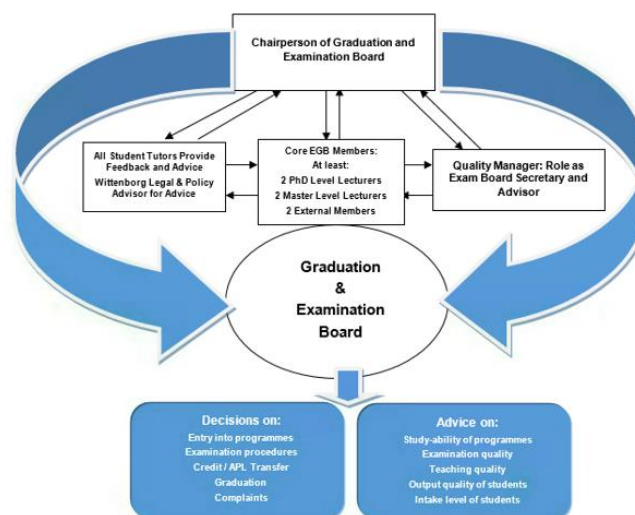 Chairperson of Graduation and
Examination Board
All Student Tutors Provide
Feedback and Advice
Wittenborg Legal & Policy
Advisor for Advice
Core EGB Members:
At least:
2 PhD Level Lecturers
2 Master Level Lecturers
2 External Members
Quality Manager: Role as
Exam Board Secretary and
Advisor
Graduation
&
Examination
Board
Decisions on:
Entry into programmes
Examination procedures
Credit / APL Transfer
Graduation
Complaints
Advice on:
Study-ability of programmes
Examination quality
Teaching quality
Output quality of students
Intake level of students